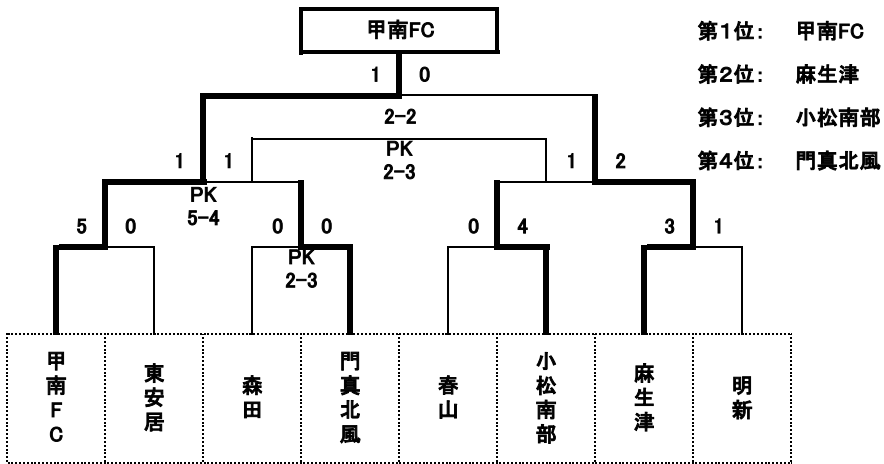 甲南FC
第1位: 甲南FC
1 0
第2位: 麻生津
2-2
第3位: 小松南部
PK
2-3
1 1
1 2
第4位: 門真北風
PK
5-4
5 0
0 0
0 4
3 1
PK
2-3
甲南FC
東安居
森田
門真北風
春山
小松南部
麻生津
明新